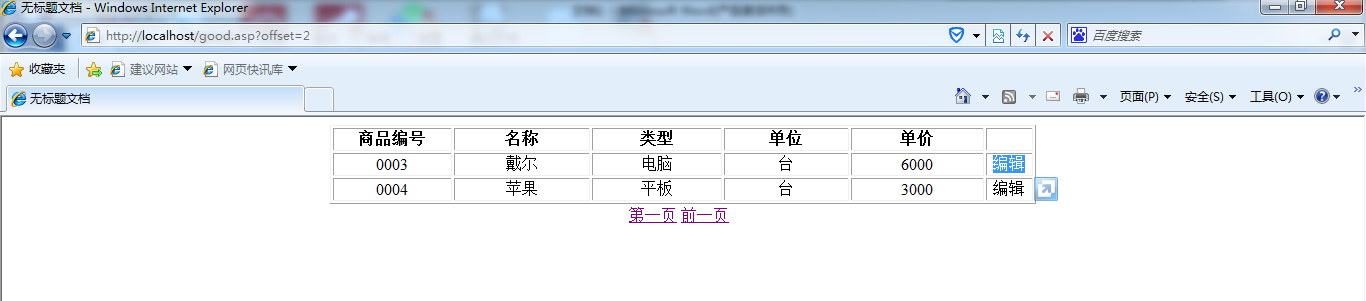 无标题文档 - Windows Internet Explorer
http://localhost/good.asp?offset=2
百度搜索
收藏夹 建议网站 网页快讯库
无标题文档 页面(P) 安全(S) 工具(O)
商品编号 名称 类型 单位 单价
0003 戴尔 电脑 台 6000 编辑
0004 苹果 平板 台 3000 编辑
第一页 前一页